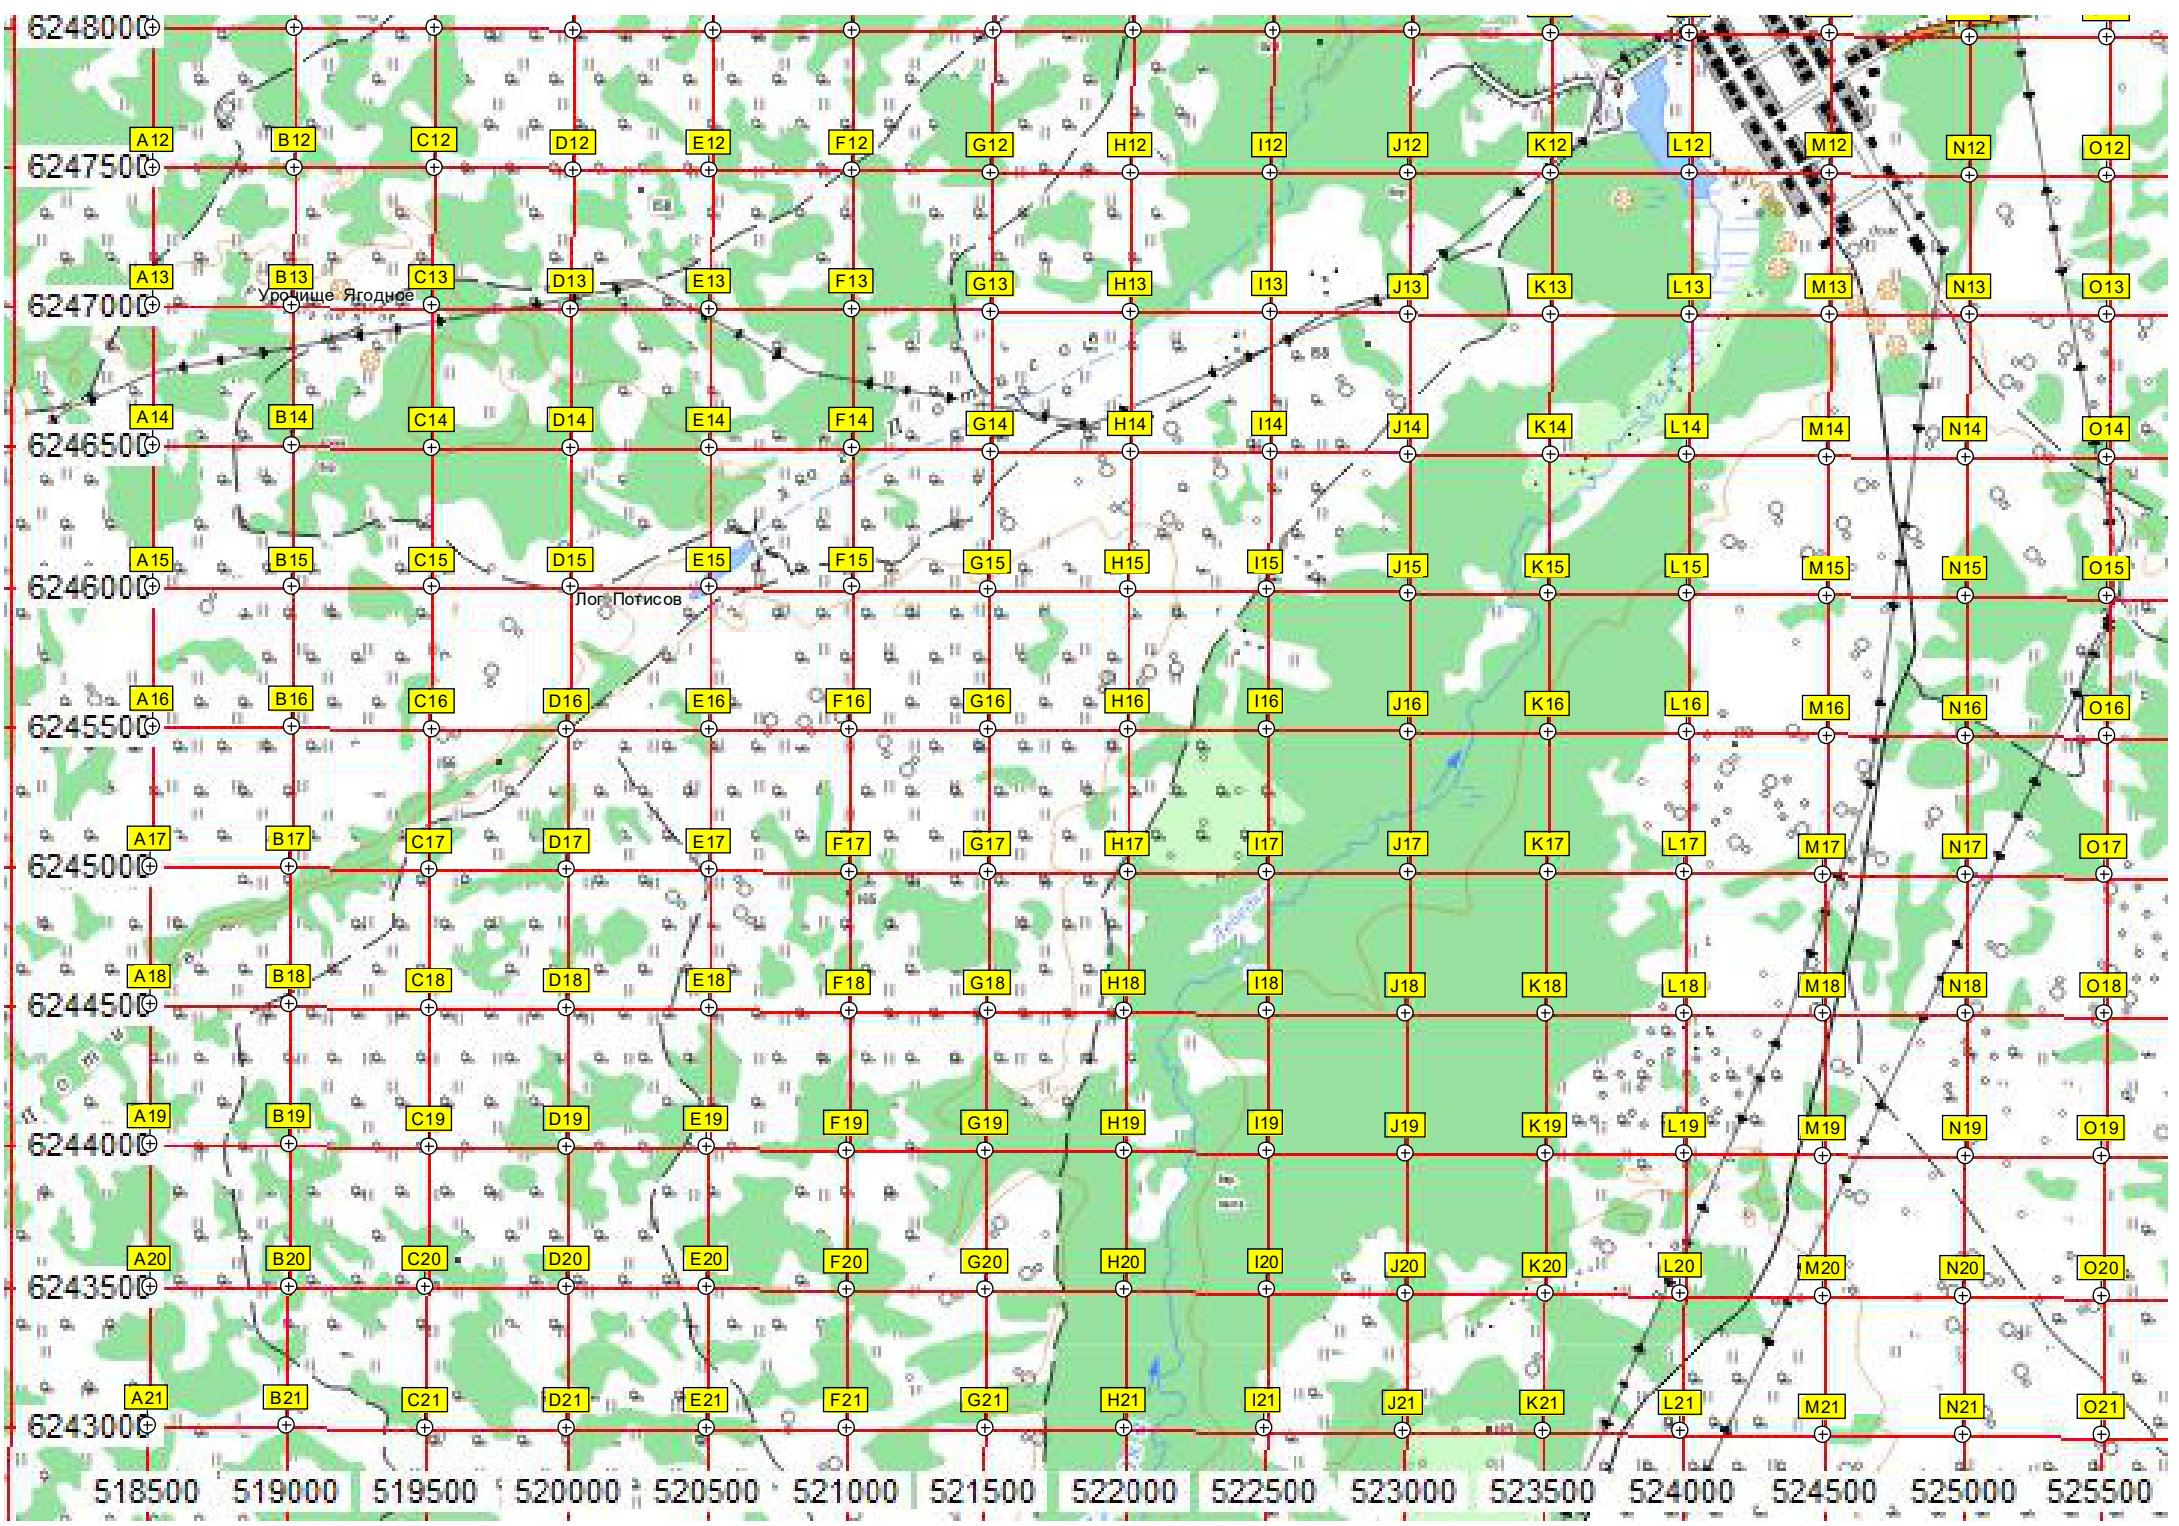 6248000
A12 B12 C12 D12 E12 F12 G12 H12 I12 J12 K12 L12 M12 N12 O12
6247500
A13 B13 C13 D13 E13 F13 G13 H13 I13 J13 K13 L13 M13 N13 O13
Урочище Ягодное
6247000
A14 B14 C14 D14 E14 F14 G14 H14 I14 J14 K14 L14 M14 N14 O14
6246500
A15 B15 C15 D15 E15 F15 G15 H15 I15 J15 K15 L15 M15 N15 O15
6246000
Лог Потисов
A16 B16 C16 D16 E16 F16 G16 H16 I16 J16 K16 L16 M16 N16 O16
6245500
A17 B17 C17 D17 E17 F17 G17 H17 I17 J17 K17 L17 M17 N17 O17
6245000
A18 B18 C18 D18 E18 F18 G18 H18 I18 J18 K18 L18 M18 N18 O18
6244500
A19 B19 C19 D19 E19 F19 G19 H19 I19 J19 K19 L19 M19 N19 O19
6244000
A20 B20 C20 D20 E20 F20 G20 H20 I20 J20 K20 L20 M20 N20 O20
6243500
A21 B21 C21 D21 E21 F21 G21 H21 I21 J21 K21 L21 M21 N21 O21
6243000
518500 519000 519500 520000 520500 521000 521500 522000 522500 523000 523500 524000 524500 525000 525500